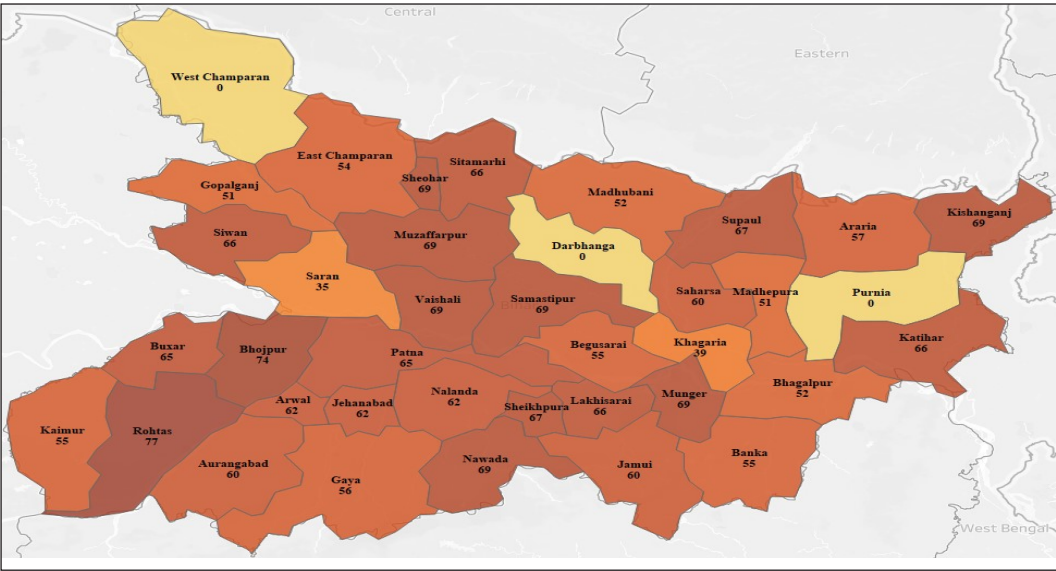 Central
Eastern
West Champaran
0
East Champaran
54
Sitamarhi
66
Sheohar
69
Gopalganj
51
Madhubani
52
Siwan
66
Muzaffarpur
69
Darbhanga
0
Supaul
67
Araria
57
Kishanganj
69
Saran
35
Vaishali
69
Samastipur
69
Saharsa
60
Madhepura
51
Purnia
0
Buxar
65
Bhojpur
74
Patna
65
Begusarai
55
Khagaria
39
Katihar
66
Kaimur
55
Rohtas
77
Arwal
62
Jehanabad
62
Nalanda
62
Sheikhpura
67
Lakhisarai
66
Munger
69
Bhagalpur
52
Aurangabad
60
Gaya
56
Nawada
69
Jamui
60
Banka
55
West Bengal